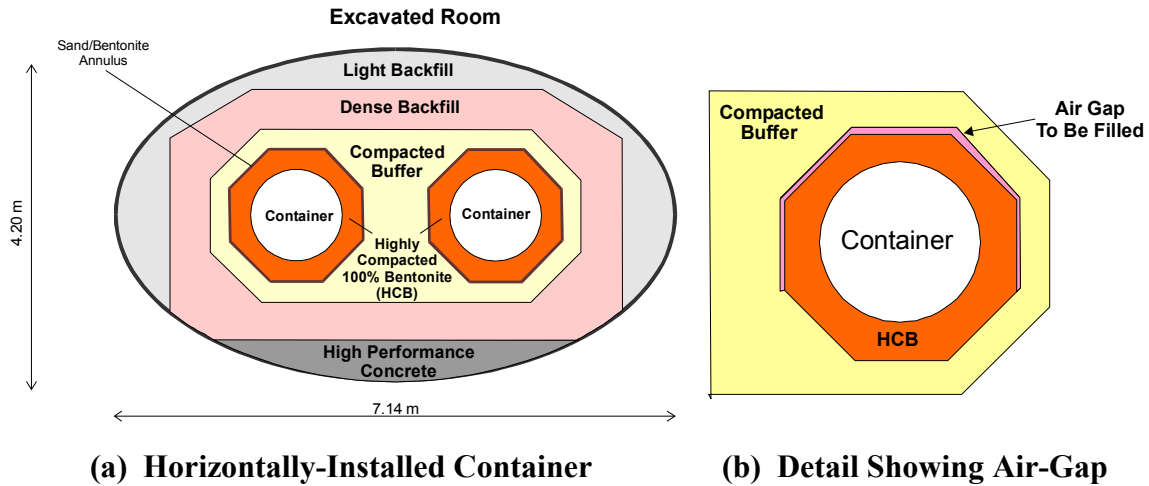 Excavated Room
Sand/Bentonite
Annulus
Light Backfill
Dense Backfill
Compacted
Buffer
Container
Container
Highly
Compacted
100% Bentonite
(HCB)
High Performance
Concrete
4.20 m
7.14 m
(a) Horizontally-Installed Container
Compacted
Buffer
Air Gap
To Be Filled
Container
HCB
(b) Detail Showing Air-Gap